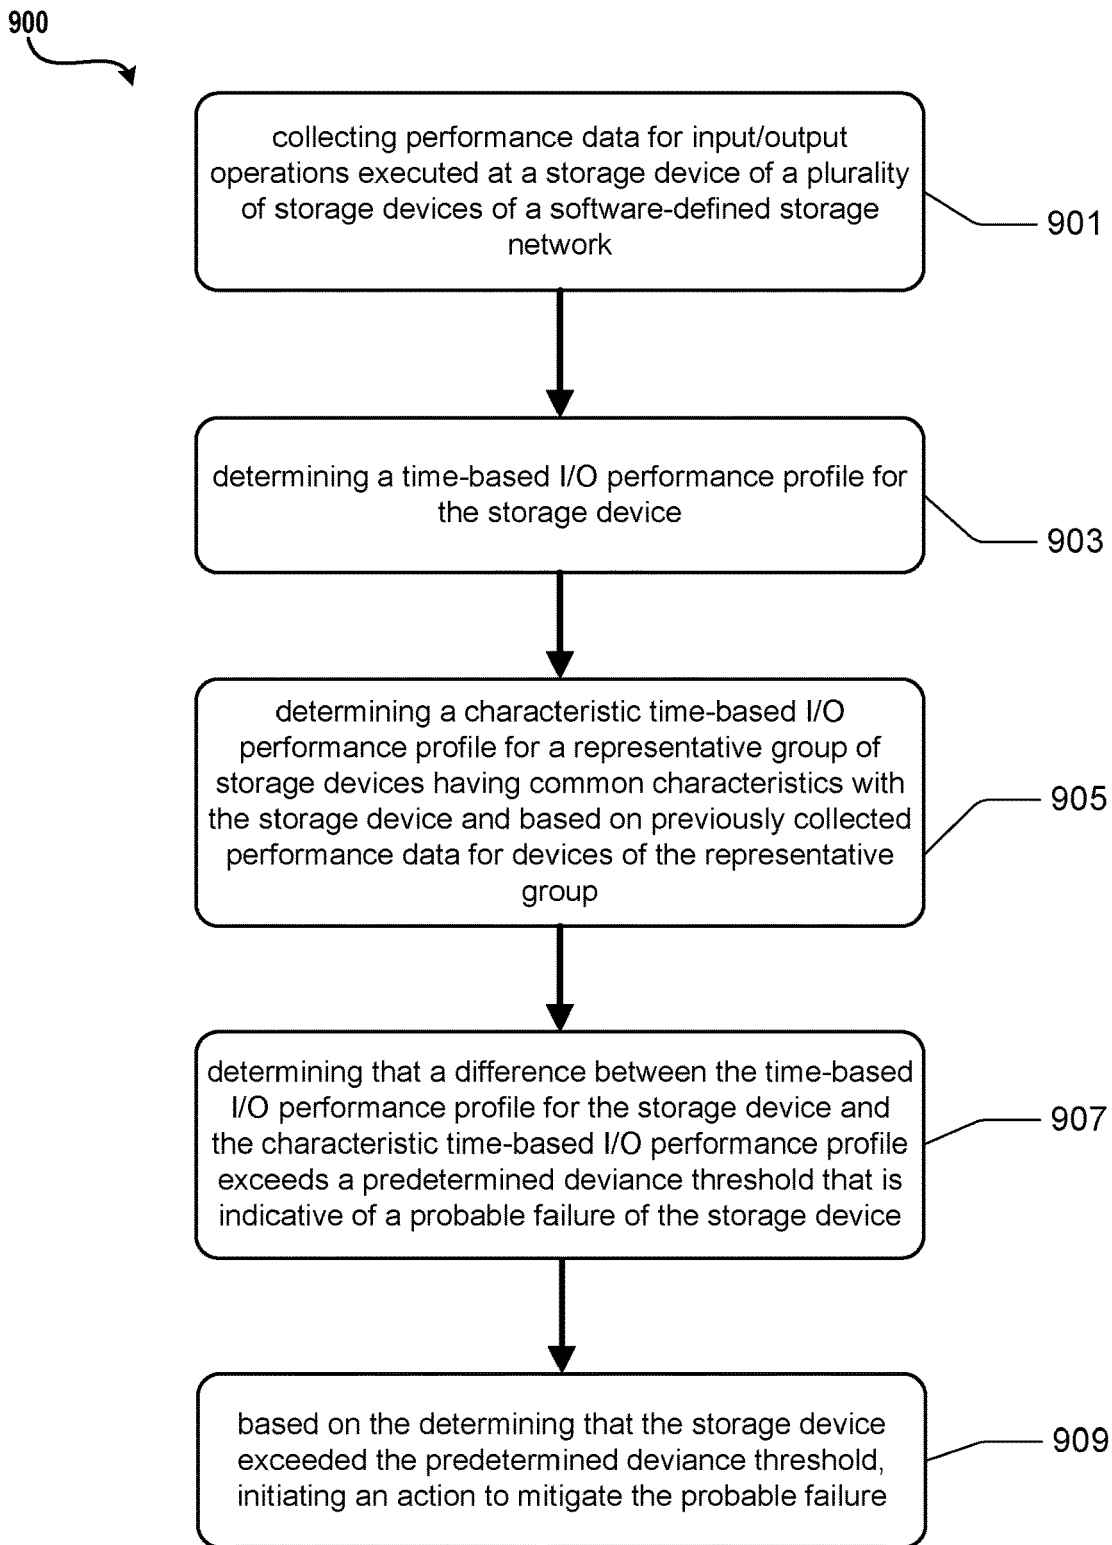 900
collecting performance data for input/output
operations executed at a storage device of a plurality
of storage devices of a software-defined storage
network
901
determining a time-based I/O performance profile for
the storage device
903
determining a characteristic time-based I/O
performance profile for a representative group of
storage devices having common characteristics with
the storage device and based on previously collected
performance data for devices of the representative
group
905
determining that a difference between the time-based
I/O performance profile for the storage device and
the characteristic time-based I/O performance profile
exceeds a predetermined deviance threshold that is
indicative of a probable failure of the storage device
907
based on the determining that the storage device
exceeded the predetermined deviance threshold,
initiating an action to mitigate the probable failure
909